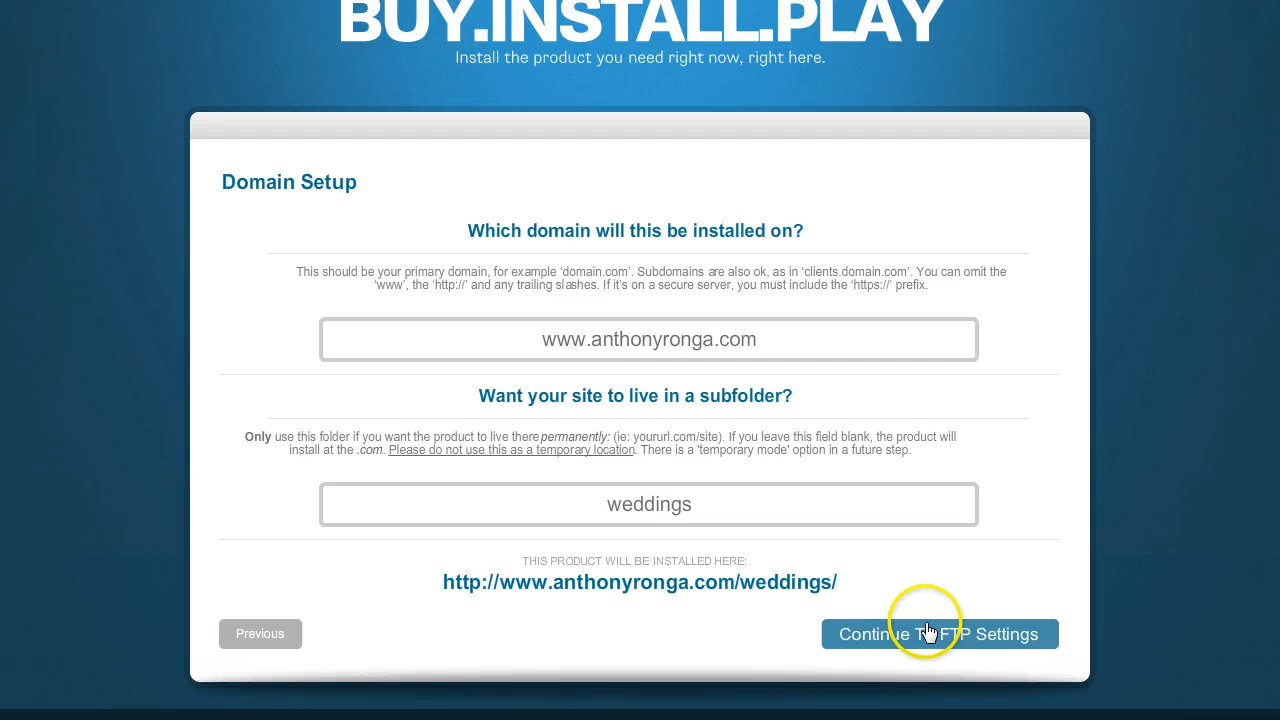 BUY.INSTALL.PLAY
Install the product you need right now, right here.
Domain Setup
Which domain will this be installed on?
This should be your primary domain, for example ‘domain.com’. Subdomains are also ok, as in ‘clients.domain.com’. You can omit the
‘www’, the ‘http://’ and any trailing slashes. If it’s on a secure server, you must include the ‘https://’ prefix.
www.anthonyronga.com
Want your site to live in a subfolder?
Only use this folder if you want the product to live there permanently: (ie: yoururl.com/site). If you leave this field blank, the product will
install at the .com. Please do not use this as a temporary location. There is a 'temporary mode' option in a future step.
weddings
THIS PRODUCT WILL BE INSTALLED HERE:
http://www.anthonyronga.com/weddings/
Previous
Continue To FTP Settings